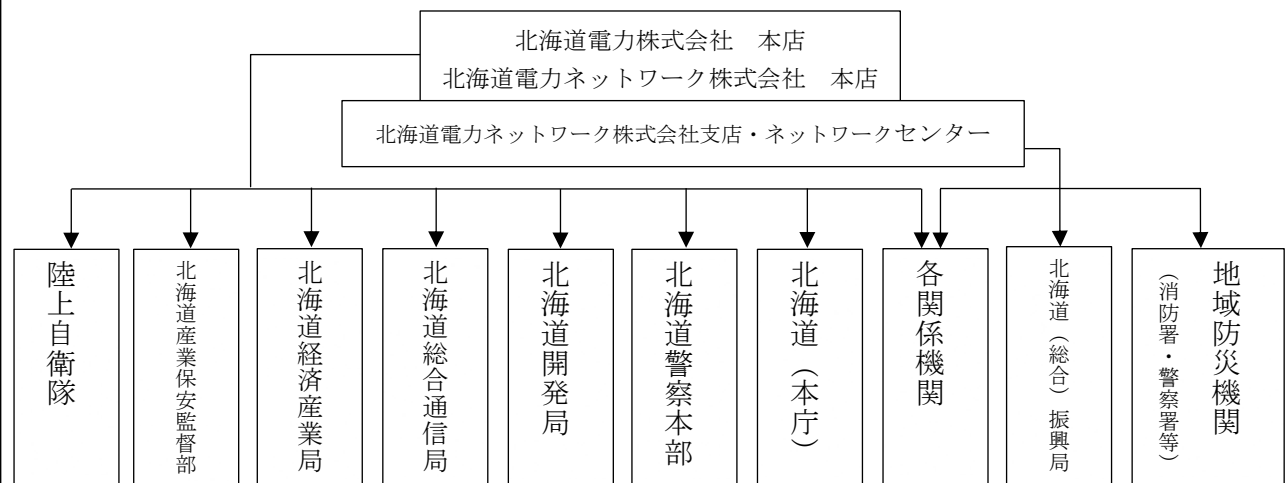 北海道電力株式会社　本店
北海道電力ネットワーク株式会社　本店
北海道電力ネットワーク株式会社支店・ネットワークセンター
陸上自衛隊
北海道産業保安監督部
北海道経済産業局
北海道総合通信局
北海道開発局
北海道警察本部
北海道（本庁）
各関係機関
北海道（総合）振興局
地域防災機関
（消防署・警察署等）